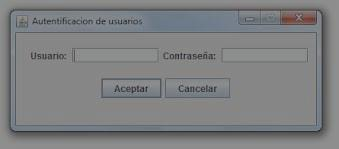 Autentificacion de usuarios
Usuario: Contraseña:
Aceptar Cancelar